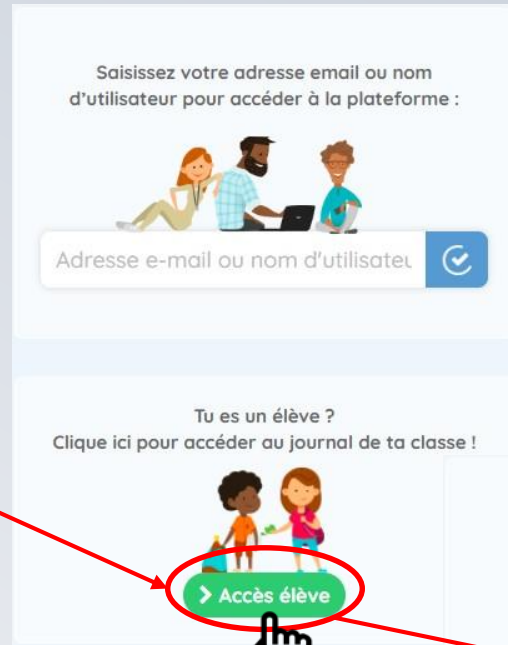 Saisissez votre adresse email ou nom
d'utilisateur pour accéder à la plateforme :
Adresse e-mail ou nom d'utilisateu
Tu es un élève ?
Clique ici pour accéder au journal de ta classe !
Accès élève